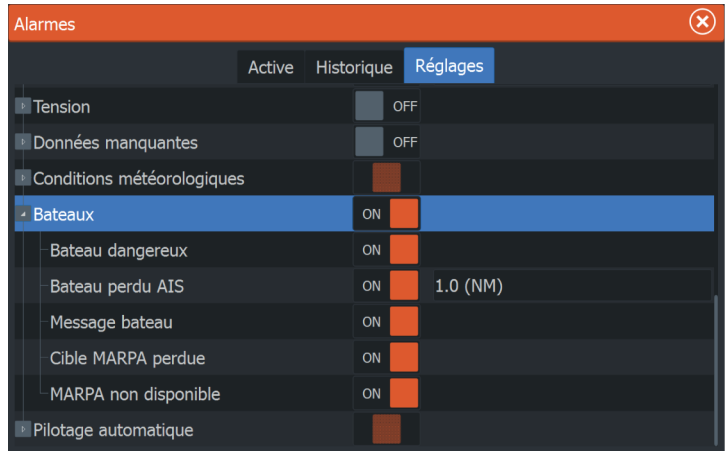 Alarmes
Active Historique Réglages
Tension OFF
Données manquantes OFF
Conditions météorologiques
Bateaux ON
Bateau dangereux ON
Bateau perdu AIS ON 1.0 (NM)
Message bateau ON
Cible MARPA perdue ON
MARPA non disponible ON
Pilotage automatique